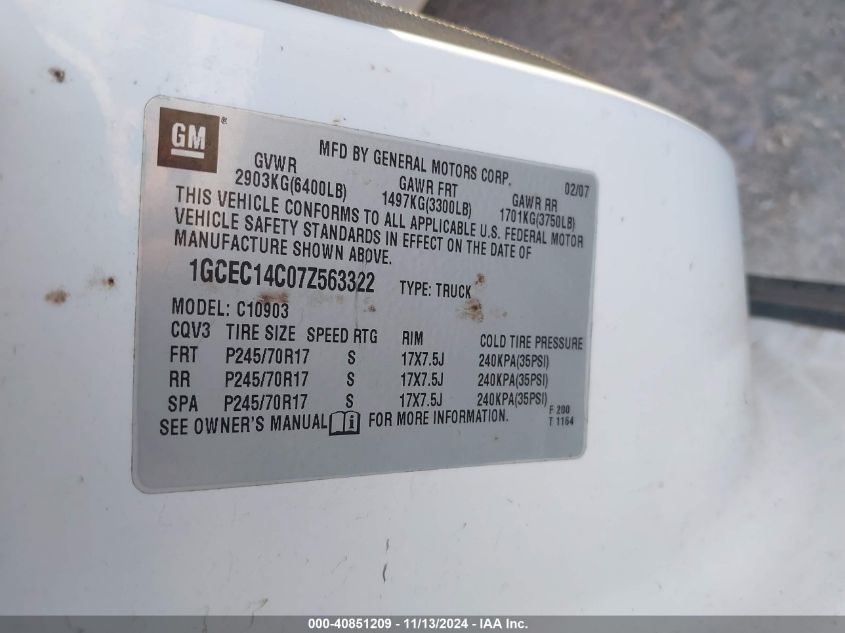 GM®
MFD BY GENERAL MOTORS CORP. 02/07
GVWR GAWR FRT GAWR RR
2903KG(6400LB) 1497KG(3300LB) 1701KG(3750LB)
THIS VEHICLE CONFORMS TO ALL APPLICABLE U.S. FEDERAL MOTOR
VEHICLE SAFETY STANDARDS IN EFFECT ON THE DATE OF
MANUFACTURE SHOWN ABOVE.
1GCEC14C07Z563322 TYPE: TRUCK
MODEL: C10903
CQV3 TIRE SIZE SPEED RTG RIM COLD TIRE PRESSURE
FRT P245/70R17 S 17X7.5J 240KPA(35PSI)
RR P245/70R17 S 17X7.5J 240KPA(35PSI)
SPA P245/70R17 S 17X7.5J 240KPA(35PSI)
SEE OWNER'S MANUAL i FOR MORE INFORMATION.
F 200
T 1164
000-40851209 - 11/13/2024 - IAA Inc.